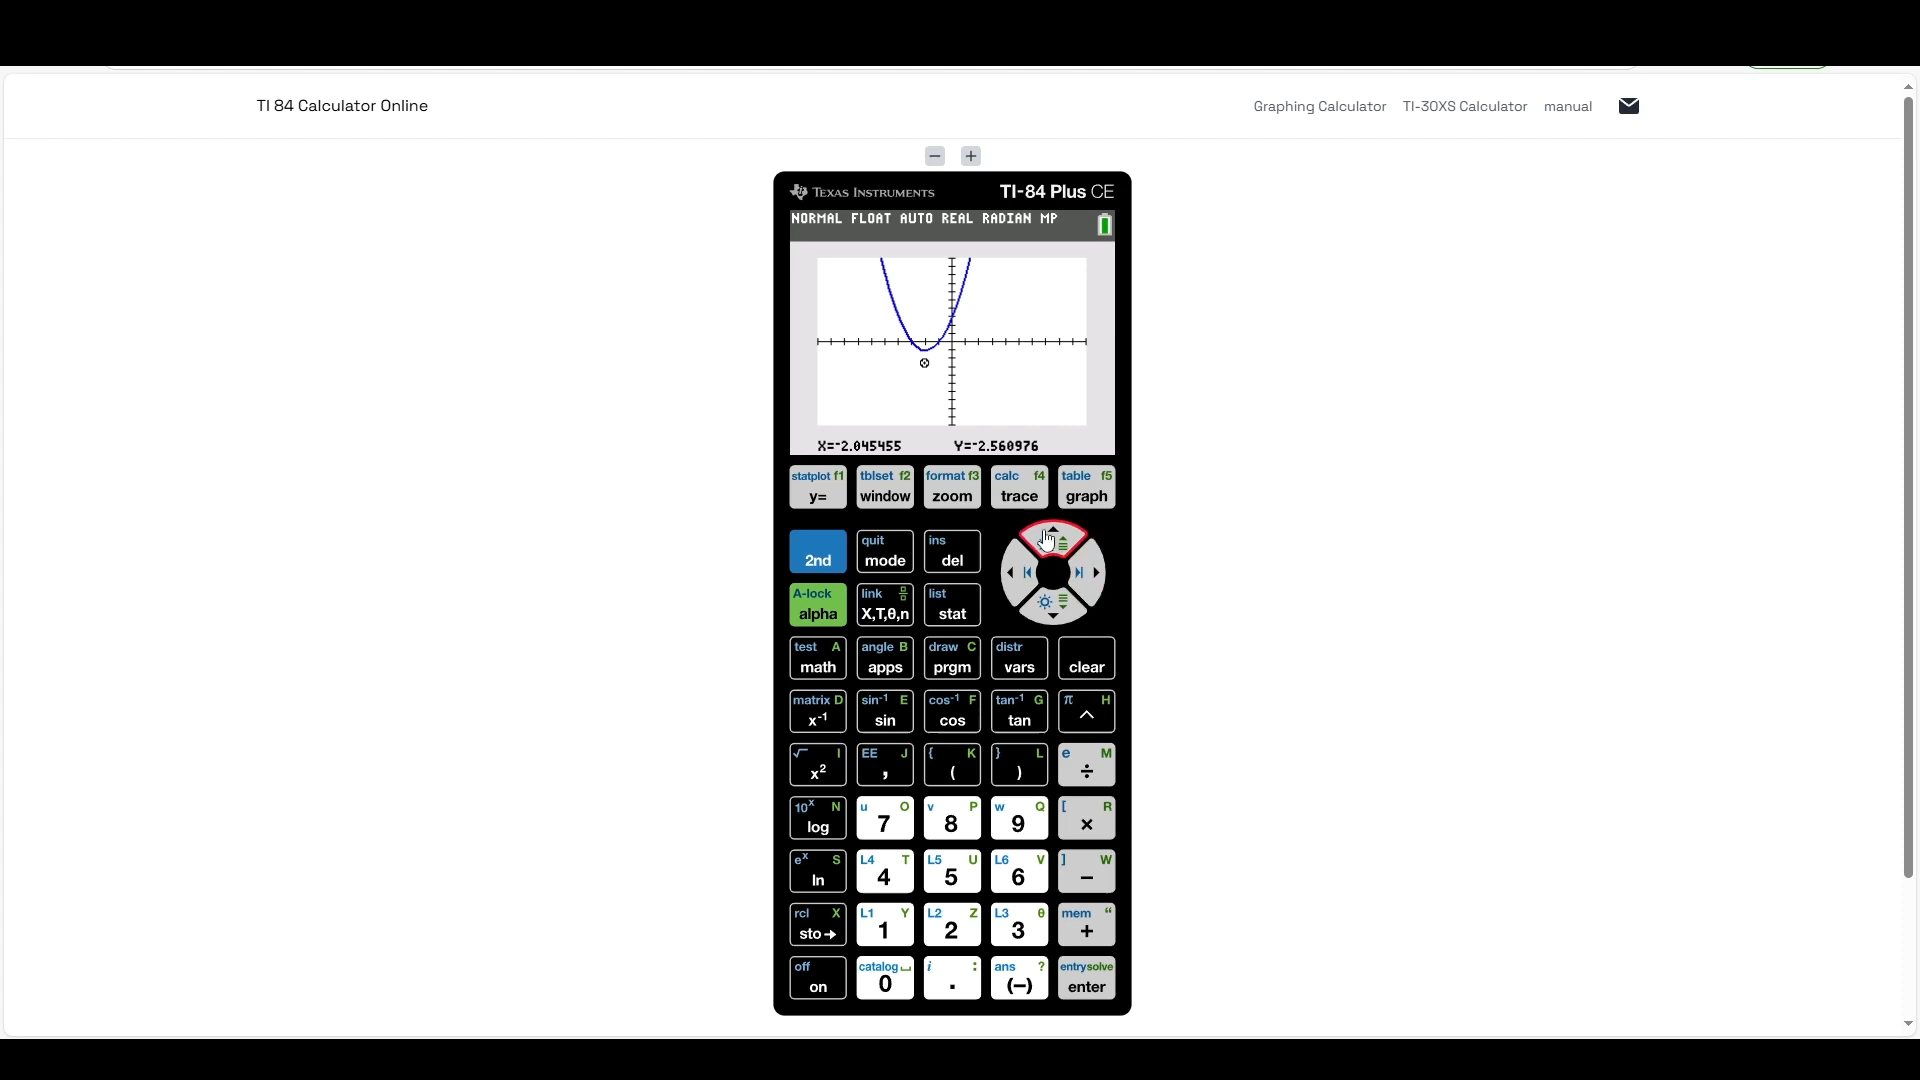 TI 84 Calculator Online
Graphing Calculator TI-30XS Calculator manual
− +
TEXAS INSTRUMENTS TI-84 Plus CE
NORMAL FLOAT AUTO REAL RADIAN MP
X=-2.045455 Y=-2.560976
statplot f1 tblset f2 format f3 calc f4 table f5
y= window zoom trace graph
quit ins
2nd mode del
A-lock link list
alpha X,T,θ,n stat
test A angle B draw C distr
math apps prgm vars clear
matrix D sin⁻¹ E cos⁻¹ F tan⁻¹ G π H
x⁻¹ sin cos tan ^
√ I EE J { K } L e M
x² , ( ) ÷
10ˣ N u O v P w Q [ R
log 7 8 9 ×
eˣ S L4 T L5 U L6 V ] W
ln 4 5 6 −
rcl X L1 Y L2 Z L3 θ mem “
sto→ 1 2 3 +
off catalog i : ans ? entry solve
on 0 . (−) enter